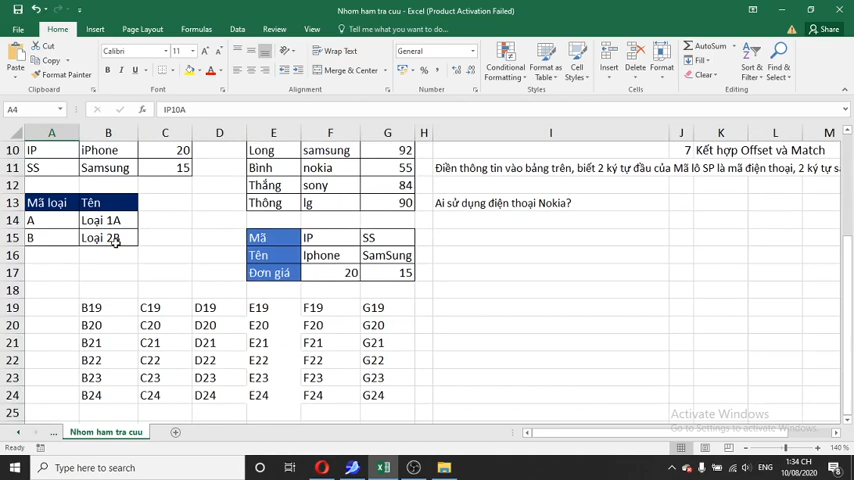 Nhom ham tra cuu - Excel (Product Activation Failed)
File Home Insert Page Layout Formulas Data Review View Tell me what you want to do... Share
Cut
Copy
Format Painter
Paste
Clipboard
Calibri 11
B I U
Font
Wrap Text
Merge & Center
Alignment
General
Number
Conditional Formatting
Format as Table
Cell Styles
Styles
Insert Delete Format
Cells
AutoSum
Fill
Clear
Sort & Filter
Find & Select
Editing
A4 fx IP10A
A B C D E F G H I J K L M
10 IP iPhone 20 Long samsung 92 7 Kết hợp Offset và Match
11 SS Samsung 15 Bình nokia 55 Điền thông tin vào bảng trên, biết 2 ký tự đầu của Mã lô SP là mã điện thoại, 2 ký tự
12 Thắng sony 84
13 Mã loại Tên Thông lg 90 Ai sử dụng điện thoại Nokia?
14 A Loại 1A
15 B Loại 2B Mã IP SS
16 Tên Iphone SamSung
17 Đơn giá 20 15
18
19 B19 C19 D19 E19 F19 G19
20 B20 C20 D20 E20 F20 G20
21 B21 C21 D21 E21 F21 G21
22 B22 C22 D22 E22 F22 G22
23 B23 C23 D23 E23 F23 G23
24 B24 C24 D24 E24 F24 G24
25
Activate Windows
Go to Settings to activate Windows.
... Nhom ham tra cuu
Ready 140%
Type here to search
ENG
1:34 CH
10/08/2020